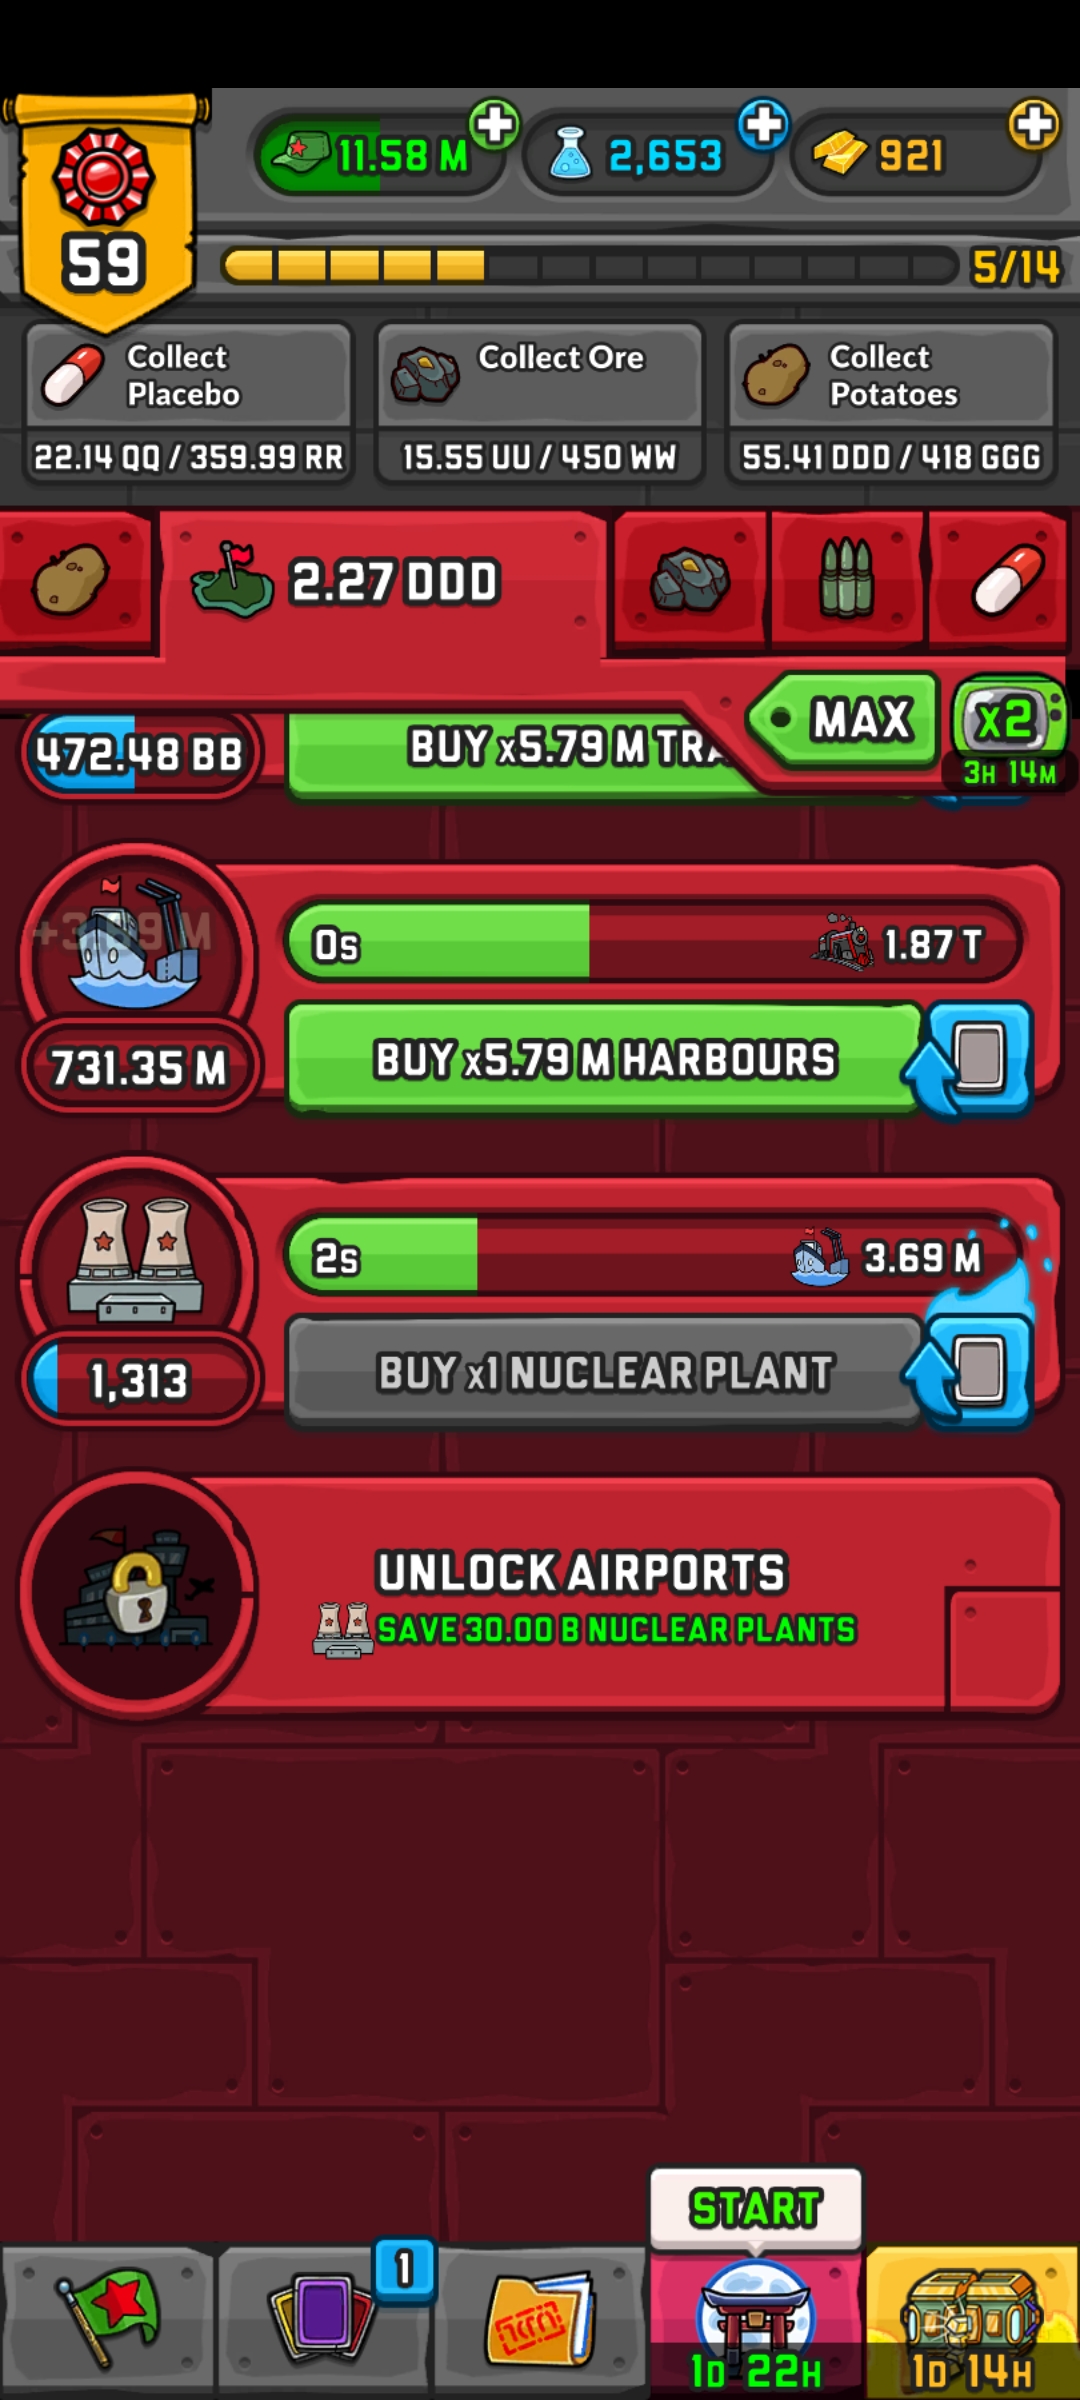 11.58 M
2,653
921
59
5/14
Collect
Placebo
22.14 QQ / 359.99 RR
Collect Ore
15.55 UU / 450 WW
Collect
Potatoes
55.41 DDD / 418 GGG
2.27 DDD
MAX
x2
3H 14M
472.48 BB
BUY x5.79 M TRA
0s
1.87 T
731.35 M
BUY x5.79 M HARBOURS
2s
3.69 M
1,313
BUY x1 NUCLEAR PLANT
UNLOCK AIRPORTS
SAVE 30.00 B NUCLEAR PLANTS
START
1
1D 22H
1D 14H